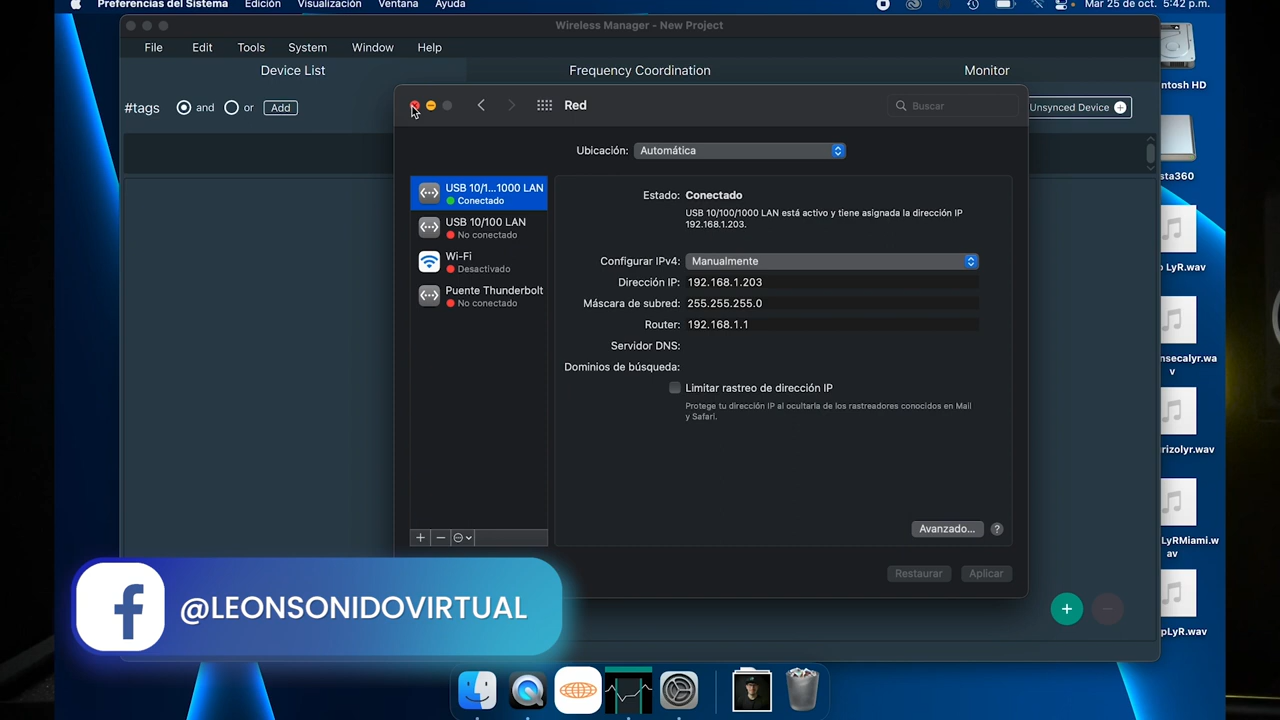 Preferencias del Sistema Edición Visualización Ventana Ayuda Mar 25 de oct. 5:42 p.m.
Wireless Manager - New Project
File Edit Tools System Window Help
Device List Frequency Coordination Monitor
#tags and or Add
Unsynced Device
Red
Buscar
Ubicación: Automática
USB 10/1...1000 LAN
Conectado
USB 10/100 LAN
No conectado
Wi-Fi
Desactivado
Puente Thunderbolt
No conectado
Estado: Conectado
USB 10/100/1000 LAN está activo y tiene asignada la dirección IP
192.168.1.203.
Configurar IPv4: Manualmente
Dirección IP: 192.168.1.203
Máscara de subred: 255.255.255.0
Router: 192.168.1.1
Servidor DNS:
Dominios de búsqueda:
Limitar rastreo de dirección IP
Protege tu dirección IP al ocultarla de los rastreadores conocidos en Mail
y Safari.
Avanzado... ?
Restaurar Aplicar
ntosh HD
sta360
LyR.wav
nsecalyr.wa
v
rizolyr.wav
LyRMiami.w
av
pLyR.wav
@LEONSONIDOVIRTUAL